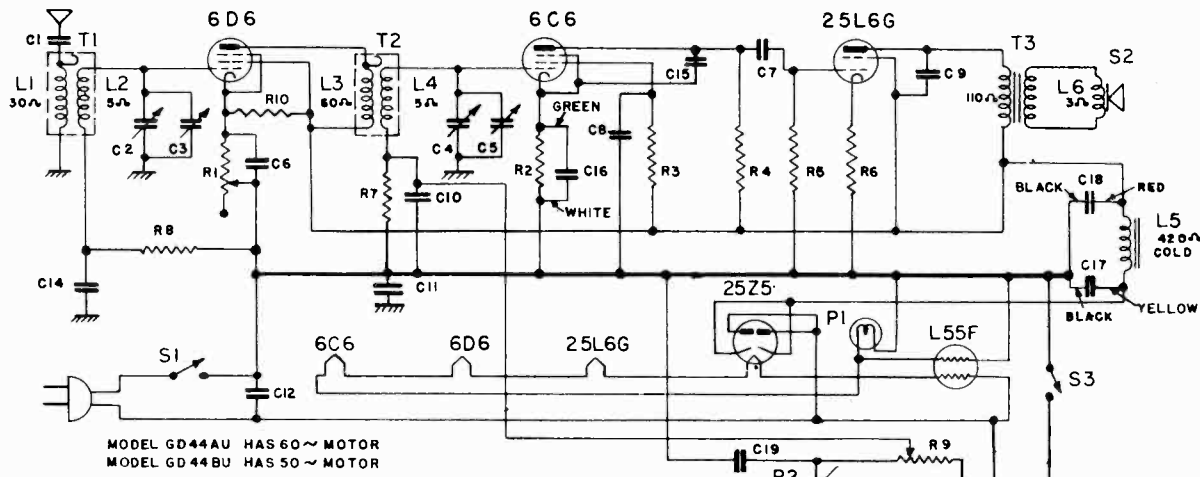 6D6
6C6
25L6G
C1
T1
T2
T3
S2
L1
30Ω
L2
5Ω
L3
60Ω
L4
5Ω
C15
C7
C9
110Ω
L6
3Ω
R10
GREEN
C2
C3
C6
C4
C5
C8
R1
R2
C16
R3
R4
R5
R6
R7
C10
WHITE
BLACK
C18
RED
L5
420Ω
COLD
R8
C14
C11
C17
BLACK
YELLOW
25Z5
P1
L55F
6C6
6D6
25L6G
S1
S3
C12
MODEL GD44AU HAS 60~ MOTOR
MODEL GD44BU HAS 50~ MOTOR
C19
R9